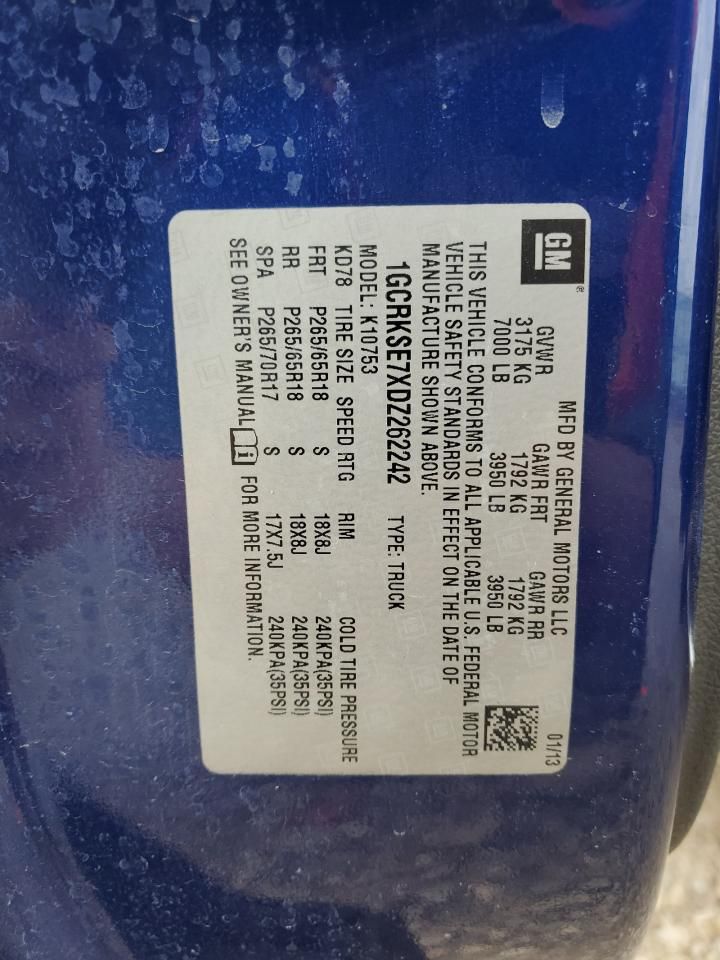 GM®
MFD BY GENERAL MOTORS LLC 01/13
GVWR GAWR FRT GAWR RR
3175 KG 1792 KG 1792 KG
7000 LB 3950 LB 3950 LB
THIS VEHICLE CONFORMS TO ALL APPLICABLE U.S. FEDERAL MOTOR
VEHICLE SAFETY STANDARDS IN EFFECT ON THE DATE OF
MANUFACTURE SHOWN ABOVE.
1GCRKSE7XDZ262242 TYPE: TRUCK
MODEL: K10753
KD78 TIRE SIZE SPEED RTG RIM COLD TIRE PRESSURE
FRT P265/65R18 S 18X8J 240KPA(35PSI)
RR P265/65R18 S 18X8J 240KPA(35PSI)
SPA P265/70R17 S 17X7.5J 240KPA(35PSI)
SEE OWNER'S MANUAL i FOR MORE INFORMATION.